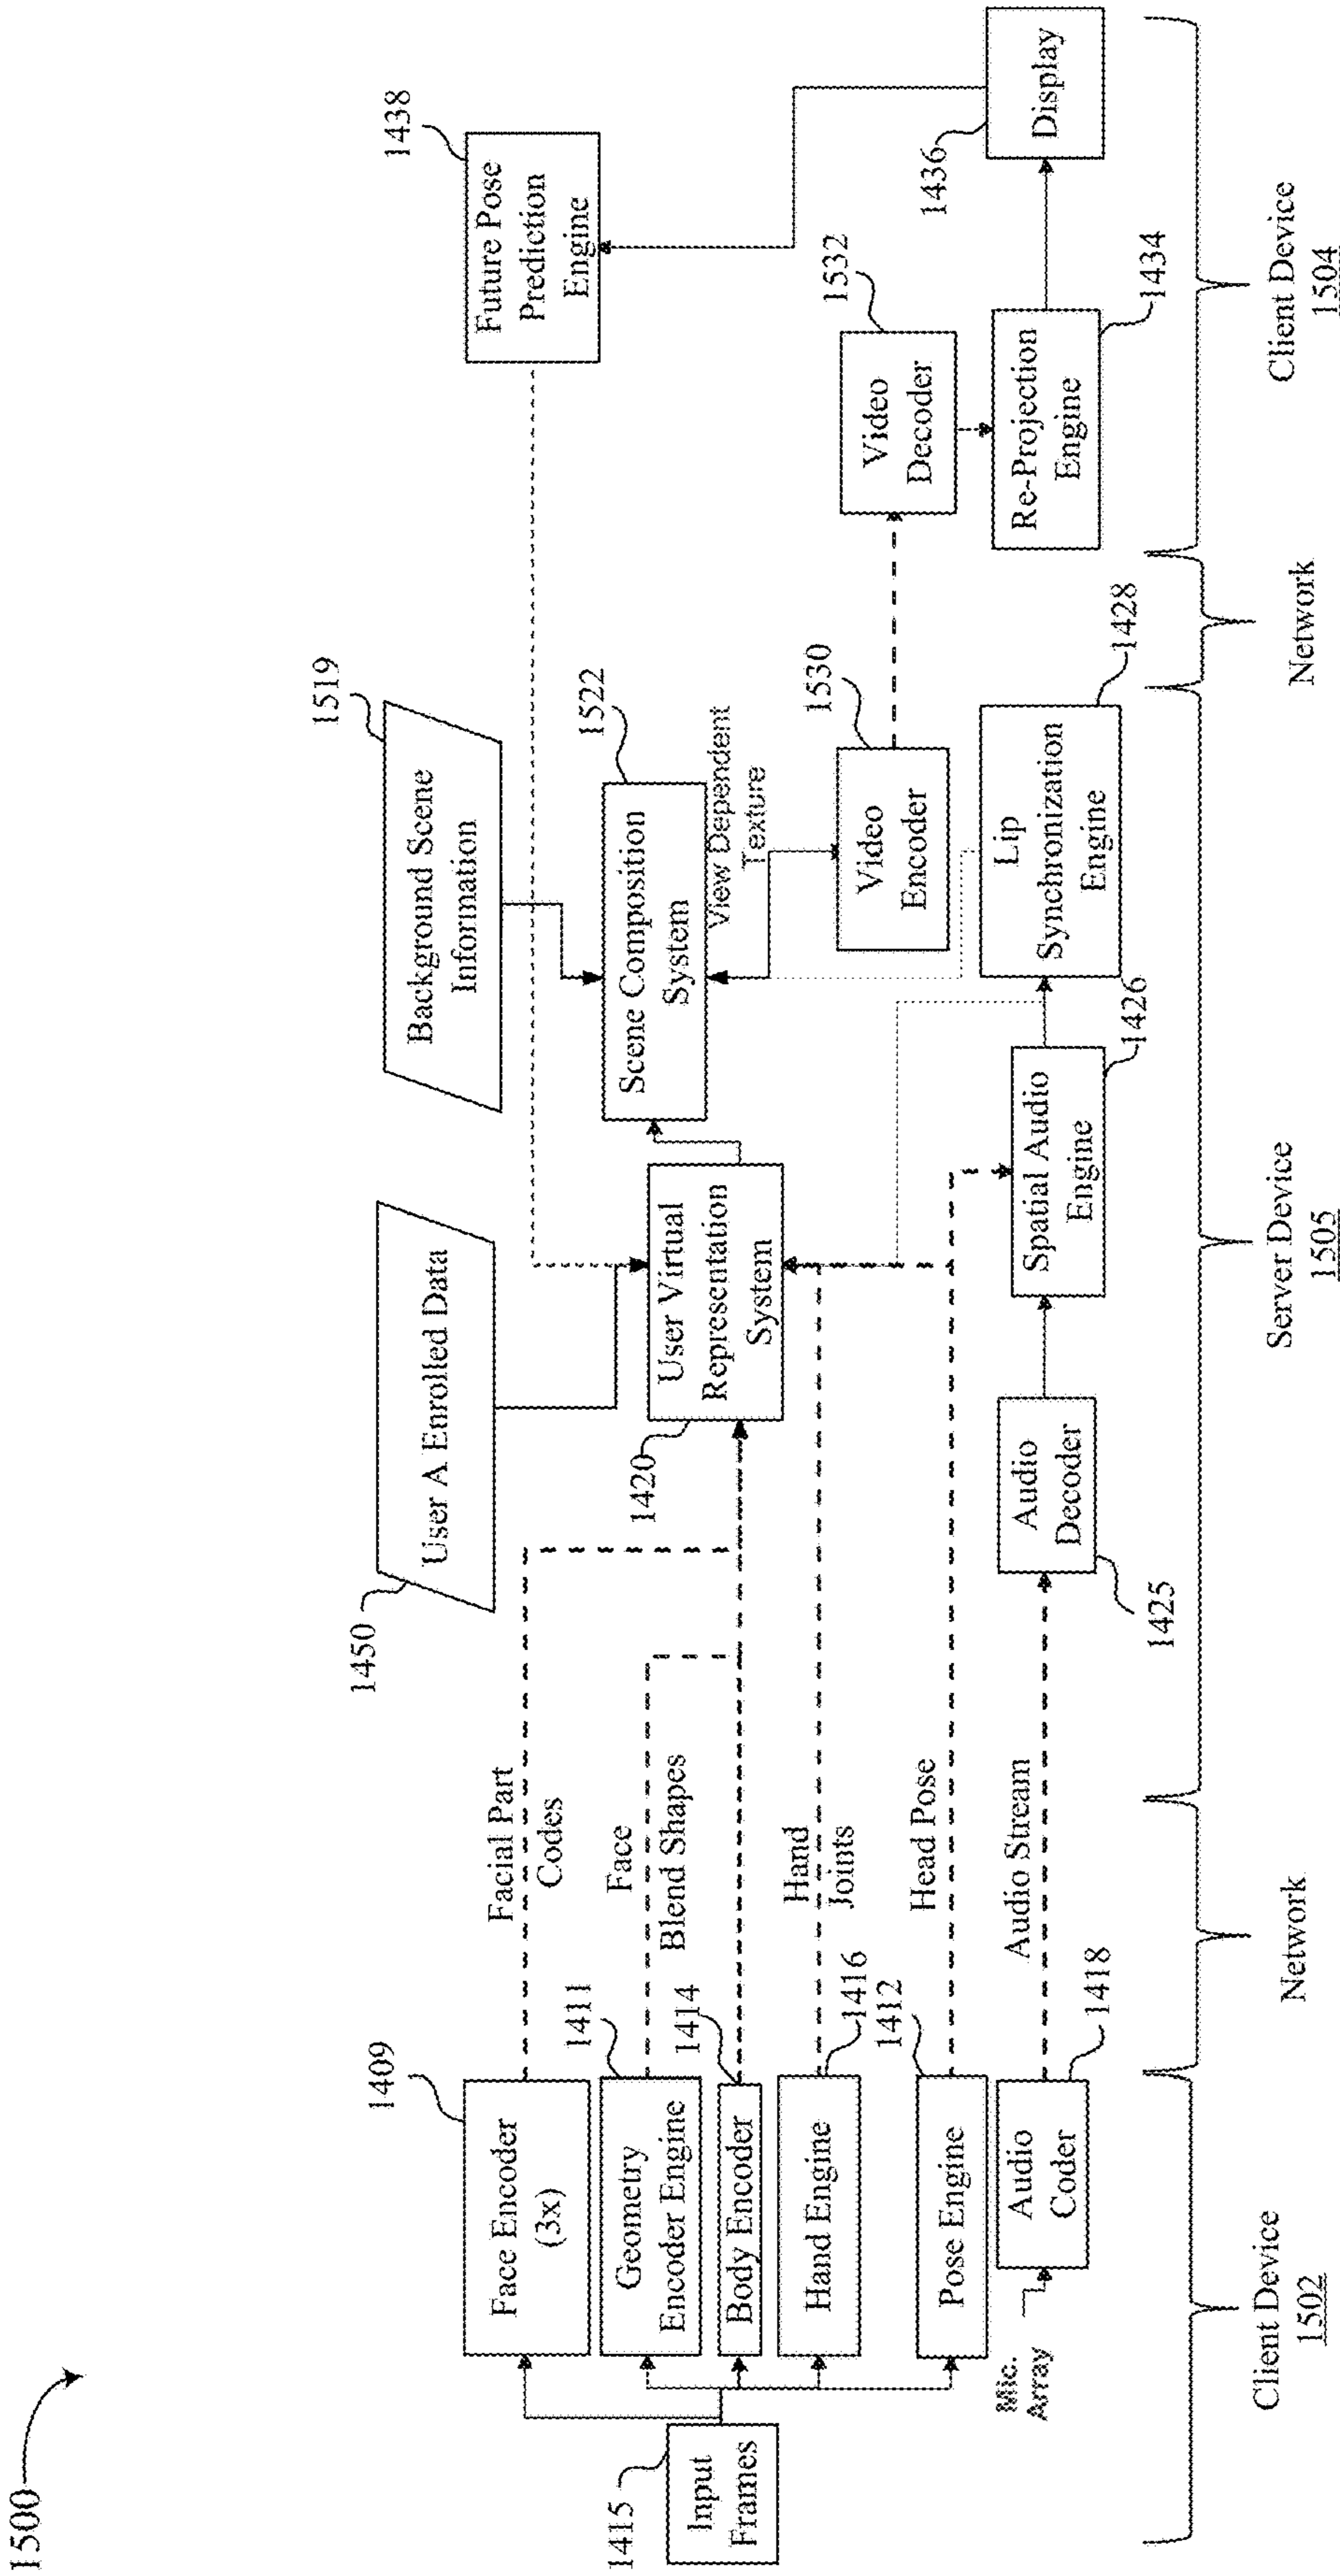 1500
1415
Input
Frames
1409
Face Encoder
(3x)
1411
Geometry
Encoder Engine
1414
Body Encoder
1416
Hand Engine
1412
Pose Engine
Mic.
Array
Audio
Coder
1418
Client Device
1502
Facial Part
Codes
Face
Blend Shapes
Hand
Joints
Head Pose
Audio Stream
Network
1450
User A Enrolled Data
1420
User Virtual
Representation
System
Audio
Decoder
1425
Spatial Audio
Engine
1426
Background Scene
Information
1519
Scene Composition
System
1522
View Dependent
Texture
Video
Encoder
1530
Lip
Synchronization
Engine
1428
Server Device
1505
Network
Future Pose
Prediction
Engine
1438
Video
Decoder
1532
Re-Projection
Engine
1434
Display
1436
Client Device
1504